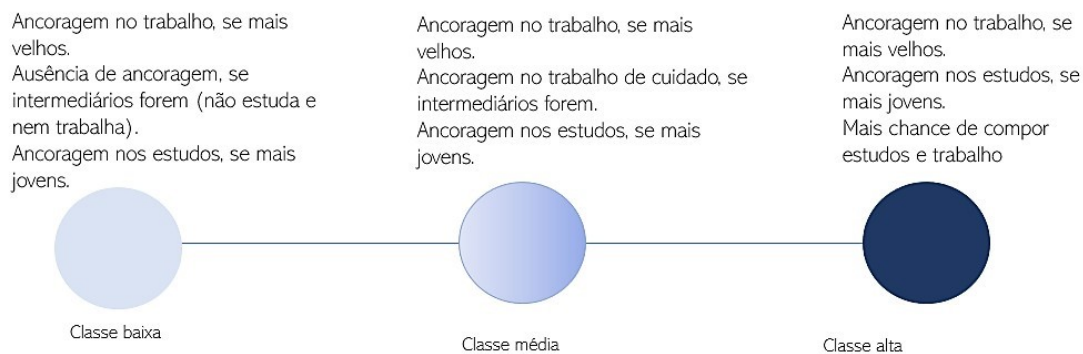 Ancoragem no trabalho, se mais
velhos.
Ausência de ancoragem, se
intermediários forem (não estuda e
nem trabalha).
Ancoragem nos estudos, se mais
jovens.
Ancoragem no trabalho, se mais
velhos.
Ancoragem no trabalho de cuidado, se
intermediários forem.
Ancoragem nos estudos, se mais
jovens.
Ancoragem no trabalho, se
mais velhos.
Ancoragem nos estudos, se
mais jovens.
Mais chance de compor
estudos e trabalho
Classe baixa
Classe média
Classe alta